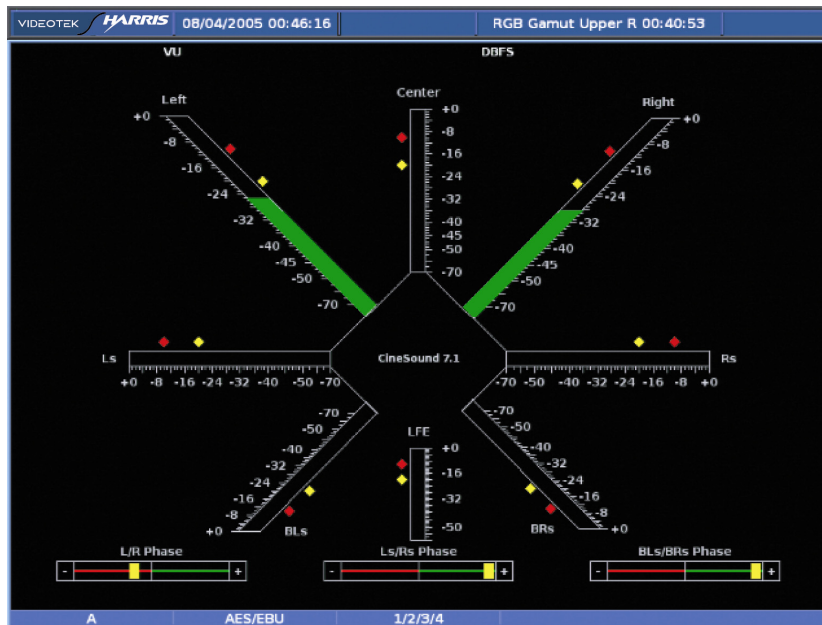 VIDEOTEK HARRIS 08/04/2005 00:46:16 RGB Gamut Upper R 00:40:53
VU DBFS
Left
+0
-8
-16
-24
-32
-40
-45
-50
-70
Center
+0
-8
-16
-24
-32
-40
-45
-50
-70
Right
+0
-8
-16
-24
-32
-40
-45
-50
-70
Ls
+0 -8 -16 -24 -32 -40 -50 -70
CineSound 7.1
Rs
-70 -50 -40 -32 -24 -16 -8 +0
-70
-50
-40
-32
-24
-16
-8
+0
BLs
LFE
+0
-16
-32
-50
-70
-50
-40
-32
-24
-16
-8
+0
BRs
L/R Phase Ls/Rs Phase BLs/BRs Phase
- + - + - +
A AES/EBU 1/2/3/4